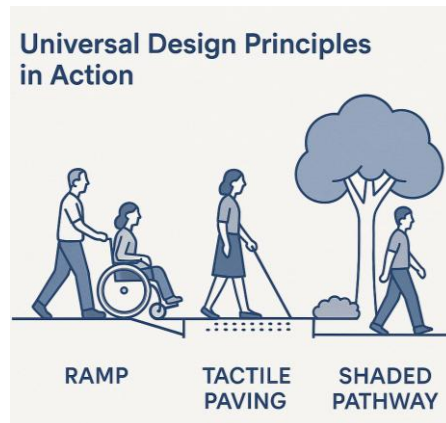 Universal Design Principles
in Action
RAMP
TACTILE
PAVING
SHADED
PATHWAY